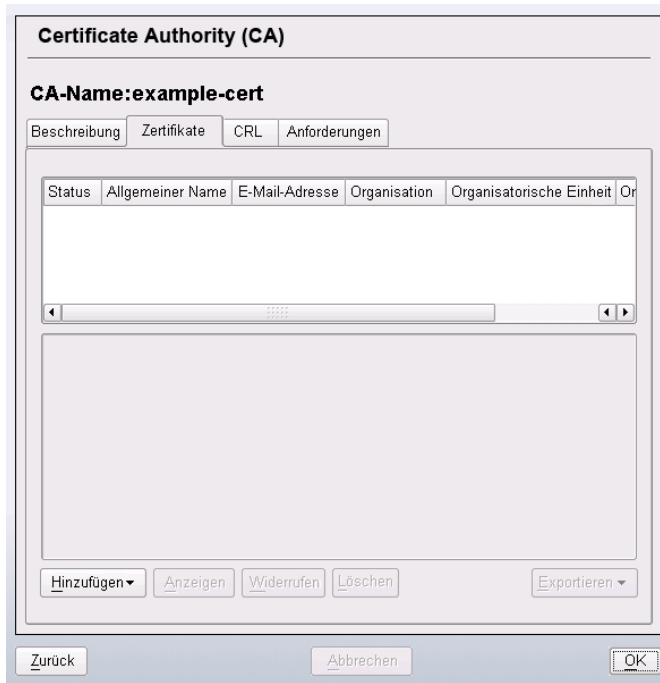 Certificate Authority (CA)
CA-Name:example-cert
Beschreibung Zertifikate CRL Anforderungen
Status Allgemeiner Name E-Mail-Adresse Organisation Organisatorische Einheit Or
Hinzufügen Anzeigen Widerrufen Löschen Exportieren
Zurück Abbrechen OK